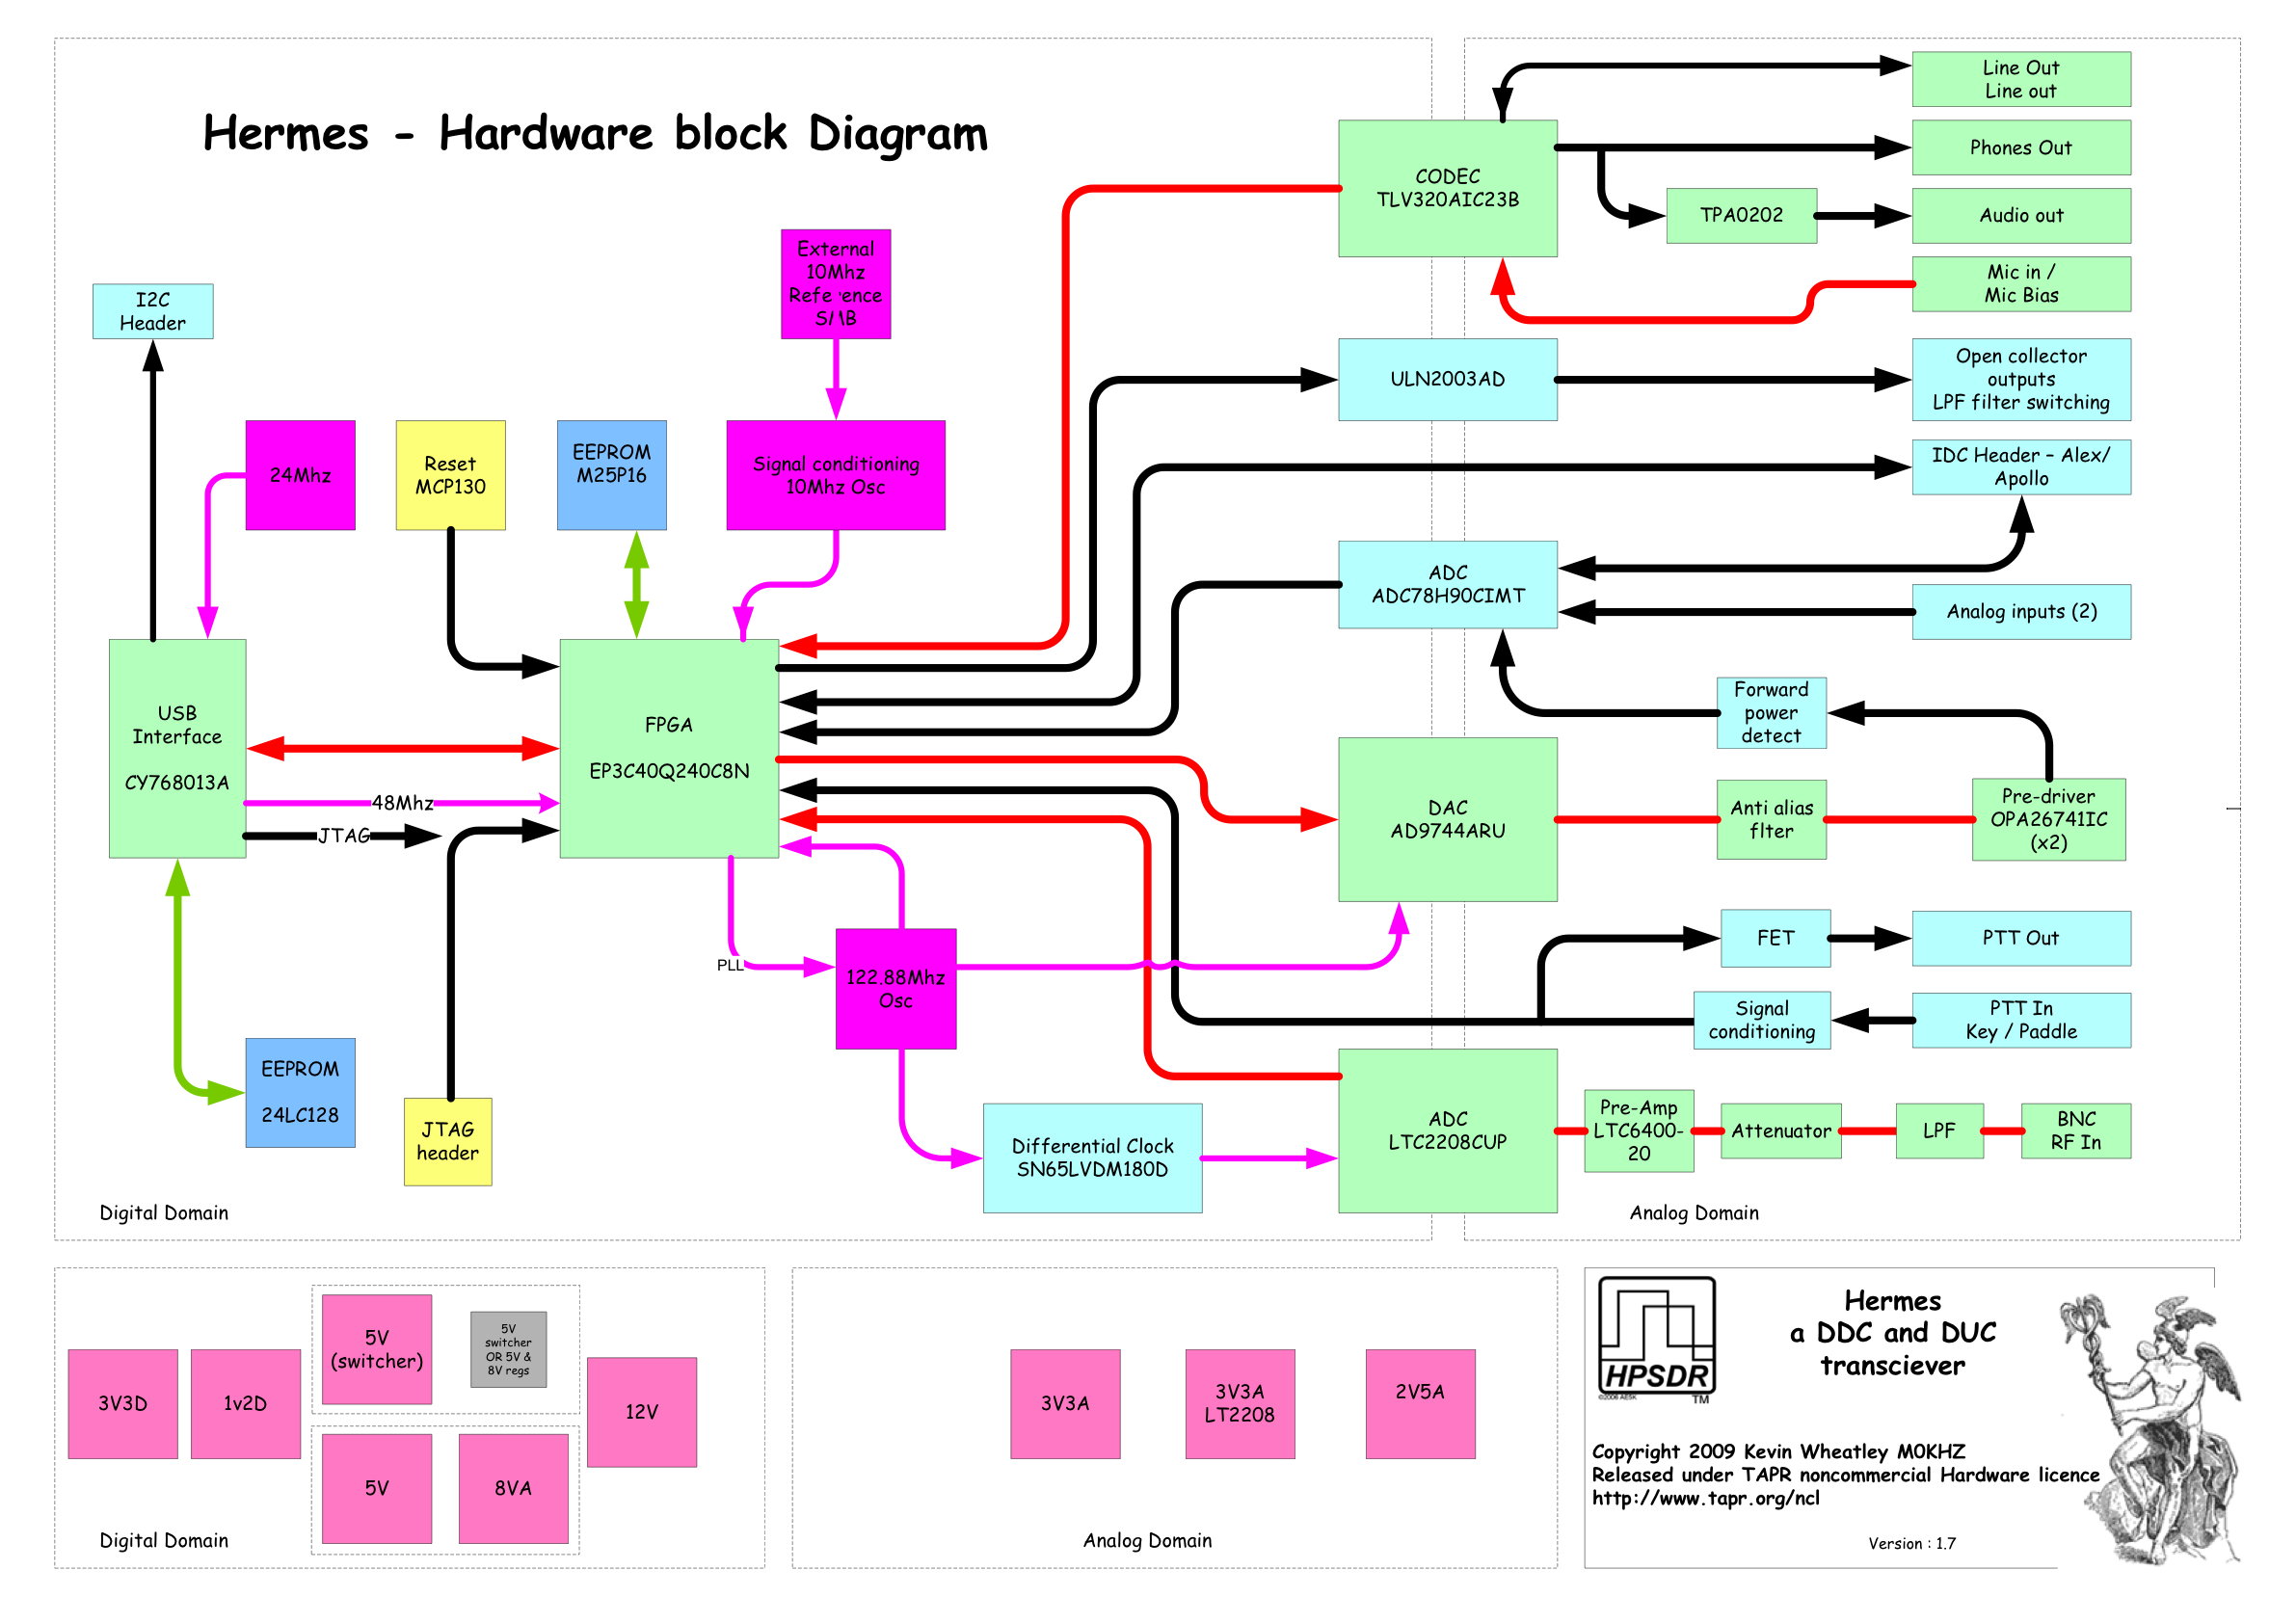 Hermes - Hardware block Diagram
Line Out
Line out
CODEC
TLV320AIC23B
Phones Out
TPA0202
Audio out
Mic in /
Mic Bias
External
10Mhz
Refe ence
SMB
I2C
Header
ULN2003AD
Open collector
outputs
LPF filter switching
24Mhz
Reset
MCP130
EEPROM
M25P16
Signal conditioning
10Mhz Osc
IDC Header – Alex/
Apollo
ADC
ADC78H90CIMT
Analog inputs (2)
USB
Interface
CY768013A
FPGA
EP3C40Q240C8N
Forward
power
detect
48Mhz
JTAG
DAC
AD9744ARU
Anti alias
flter
Pre-driver
OPA26741IC
(x2)
PLL
122.88Mhz
Osc
FET
PTT Out
Signal
conditioning
PTT In
Key / Paddle
EEPROM
24LC128
JTAG
header
Differential Clock
SN65LVDM180D
ADC
LTC2208CUP
Pre-Amp
LTC6400-
20
Attenuator
LPF
BNC
RF In
Digital Domain
Analog Domain
3V3D
1v2D
5V
(switcher)
5V
switcher
OR 5V &
8V regs
12V
5V
8VA
Digital Domain
3V3A
3V3A
LT2208
2V5A
Analog Domain
HPSDR
©2006 AE5K
TM
Hermes
a DDC and DUC
transciever
Copyright 2009 Kevin Wheatley M0KHZ
Released under TAPR noncommercial Hardware licence
http://www.tapr.org/ncl
Version : 1.7